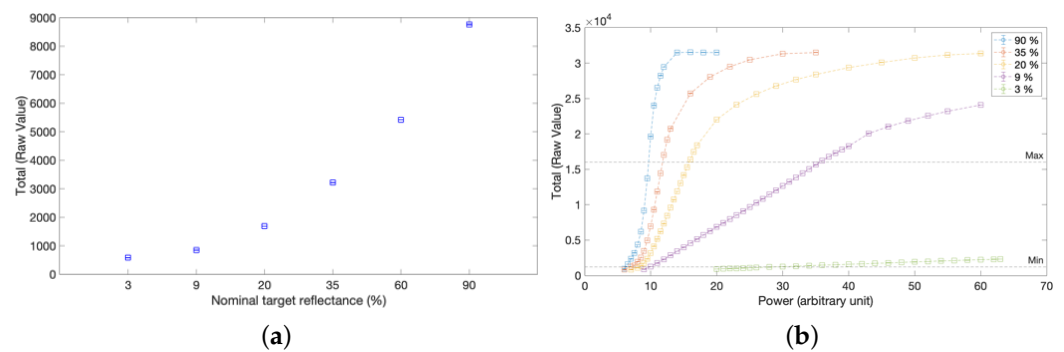 9000
8000
7000
6000
5000
4000
3000
2000
1000
0
Total (Raw Value)
3 9 20 35 60 90
Nominal target reflectance (%)
(a)
3.5 ×10⁴
3
2.5
2
1.5
1
0.5
0
Total (Raw Value)
90 %
35 %
20 %
9 %
3 %
Max
Min
0 10 20 30 40 50 60 70
Power (arbitrary unit)
(b)